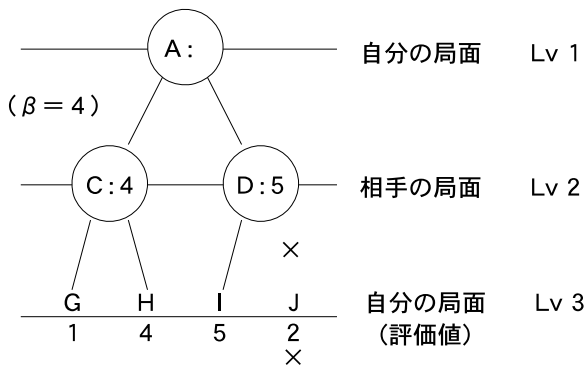 A: 自分の局面 Lv 1
(β=4)
C:4 D:5 相手の局面 Lv 2
×
G H I J 自分の局面 Lv 3
1 4 5 2 (評価値)
×